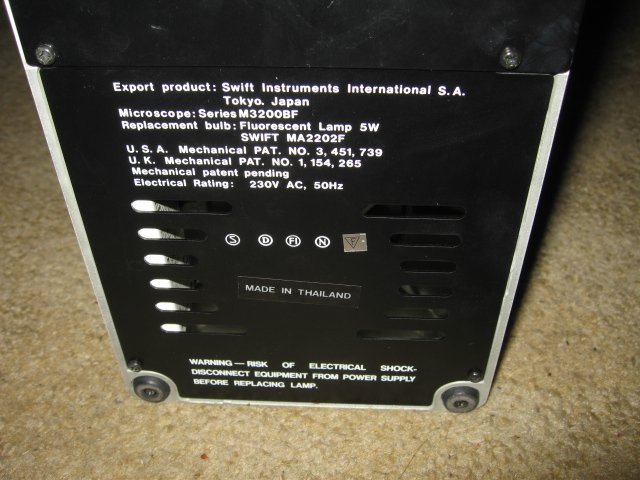 Export product: Swift Instruments International S.A.
Tokyo. Japan
Microscope: Series M3200BF
Replacement bulb: Fluorescent Lamp 5W
SWIFT MA2202F
U.S.A. Mechanical PAT. NO. 3, 451, 739
U.K. Mechanical PAT. NO. 1, 154, 265
Mechanical patent pending
Electrical Rating: 230V AC, 50Hz
S D FI N F
MADE IN THAILAND
WARNING—RISK OF ELECTRICAL SHOCK-
DISCONNECT EQUIPMENT FROM POWER SUPPLY
BEFORE REPLACING LAMP.